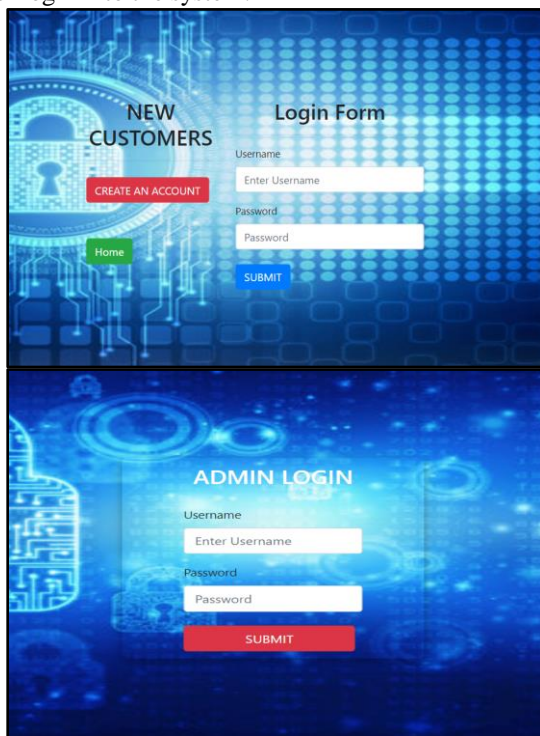 NEW
CUSTOMERS
CREATE AN ACCOUNT
Home
Login Form
Username
Enter Username
Password
Password
SUBMIT
ADMIN LOGIN
Username
Enter Username
Password
Password
SUBMIT